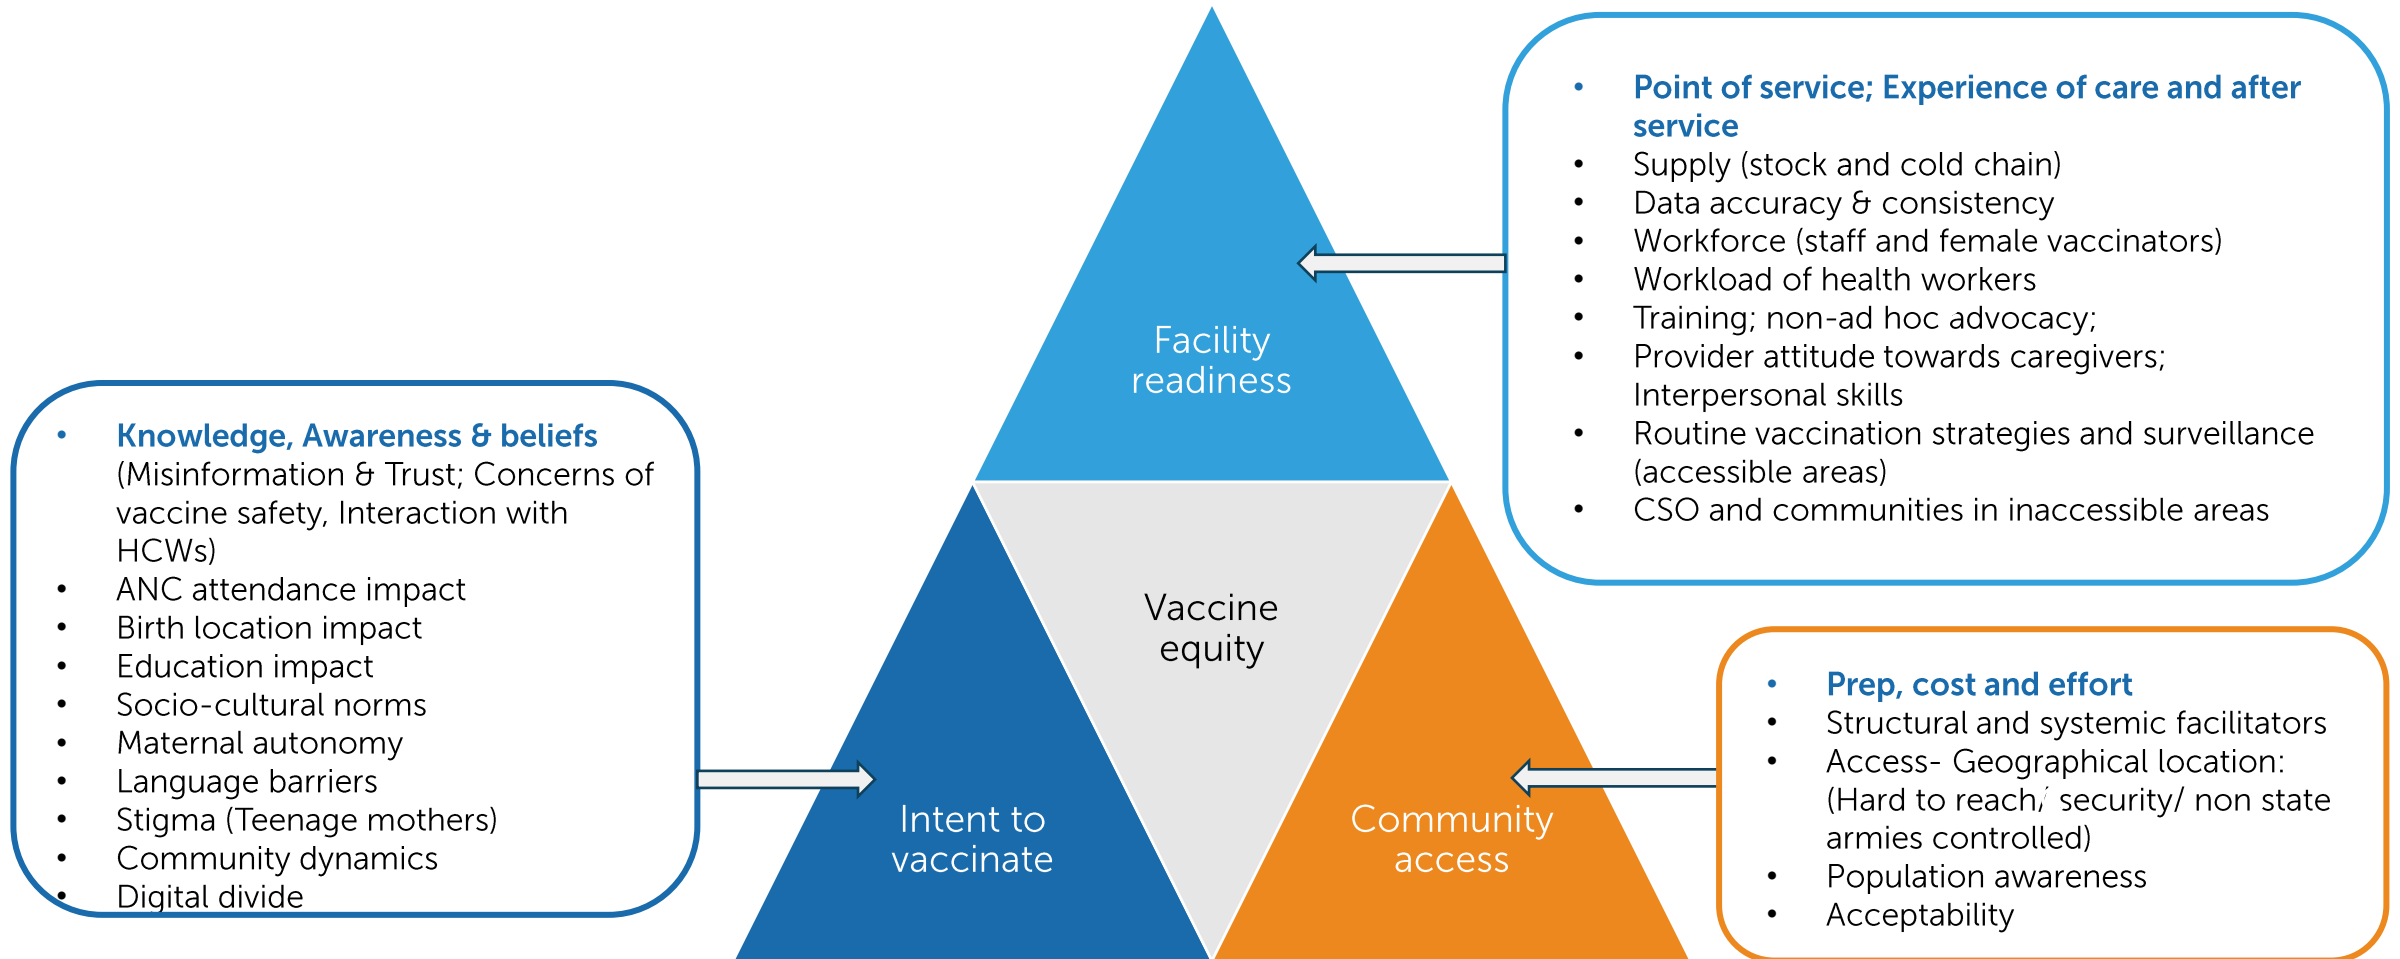 Facility
readiness
Vaccine
equity
Intent to
vaccinate
Community
access
• Knowledge, Awareness & beliefs
(Misinformation & Trust; Concerns of
vaccine safety, Interaction with
HCWs)
• ANC attendance impact
• Birth location impact
• Education impact
• Socio-cultural norms
• Maternal autonomy
• Language barriers
• Stigma (Teenage mothers)
• Community dynamics
• Digital divide
• Point of service; Experience of care and after
service
• Supply (stock and cold chain)
• Data accuracy & consistency
• Workforce (staff and female vaccinators)
• Workload of health workers
• Training; non-ad hoc advocacy;
• Provider attitude towards caregivers;
Interpersonal skills
• Routine vaccination strategies and surveillance
(accessible areas)
• CSO and communities in inaccessible areas
• Prep, cost and effort
• Structural and systemic facilitators
• Access- Geographical location:
(Hard to reach/ security/ non state
armies controlled)
• Population awareness
• Acceptability